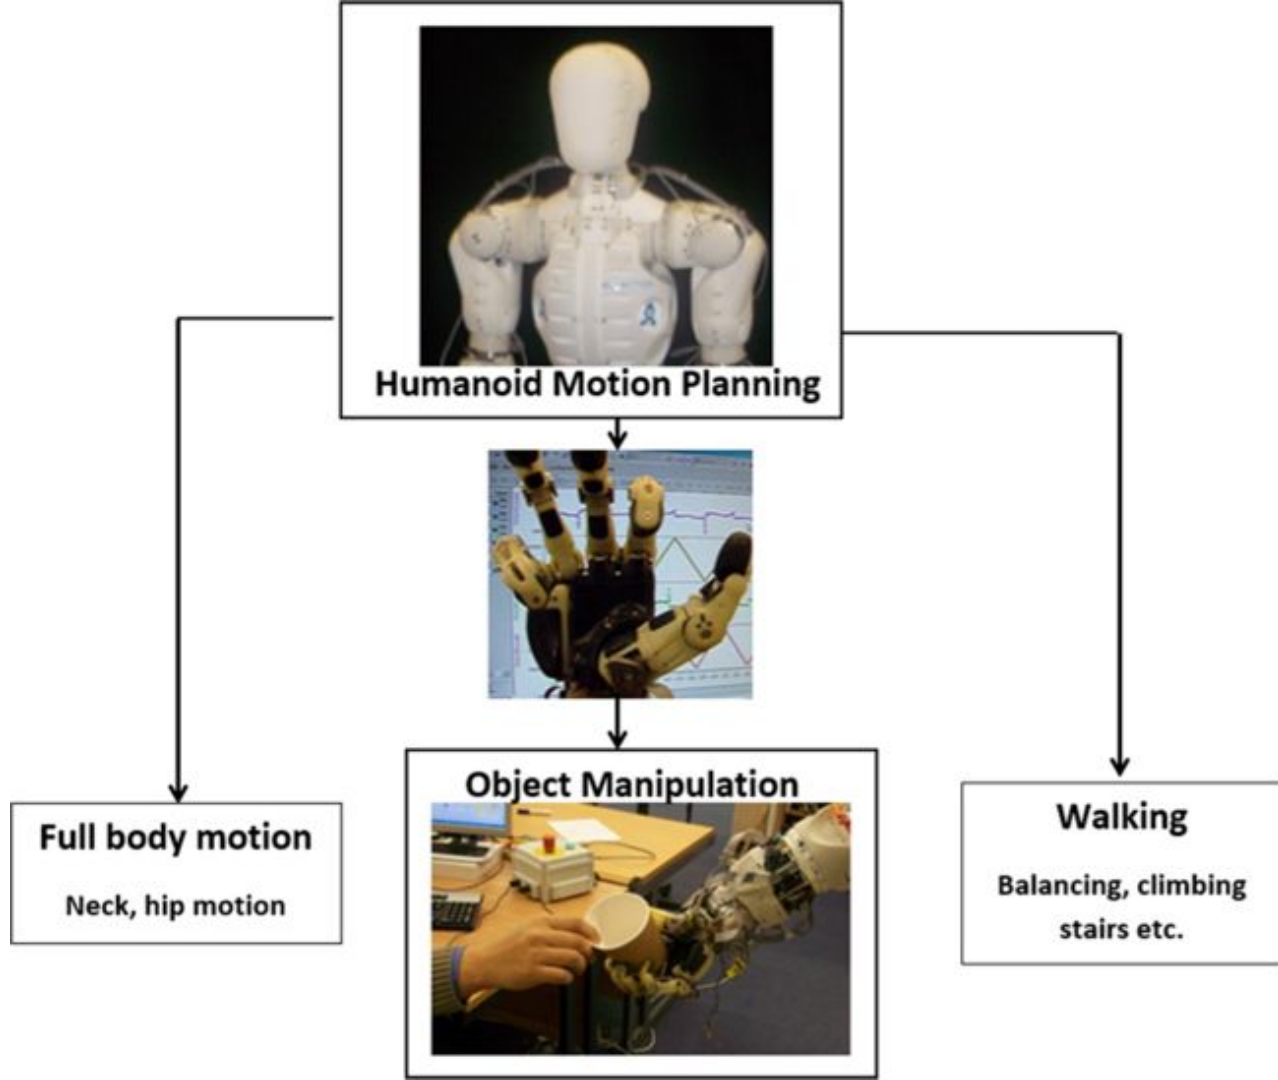 Humanoid Motion Planning
Object Manipulation
Full body motion
Neck, hip motion
Walking
Balancing, climbing
stairs etc.